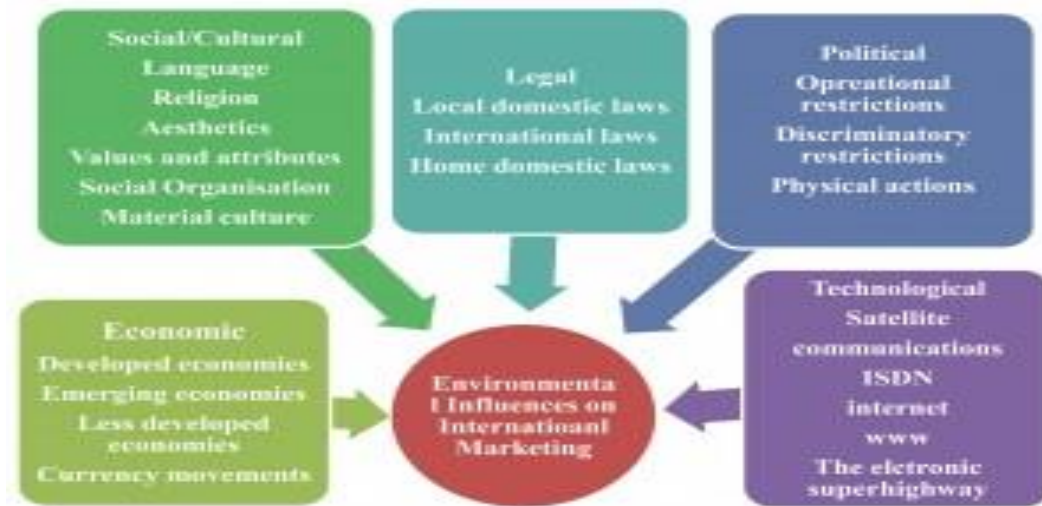 Social/Cultural
Language
Religion
Aesthetics
Values and attributes
Social Organisation
Material culture
Legal
Local domestic laws
International laws
Home domestic laws
Political
Opreational
restrictions
Discriminatory
restrictions
Physical actions
Economic
Developed economies
Emerging economies
Less developed
economies
Currency movements
Environmenta
l Influences on
Internatioanl
Marketing
Technological
Satellite
communications
ISDN
internet
www
The eletronic
superhighway